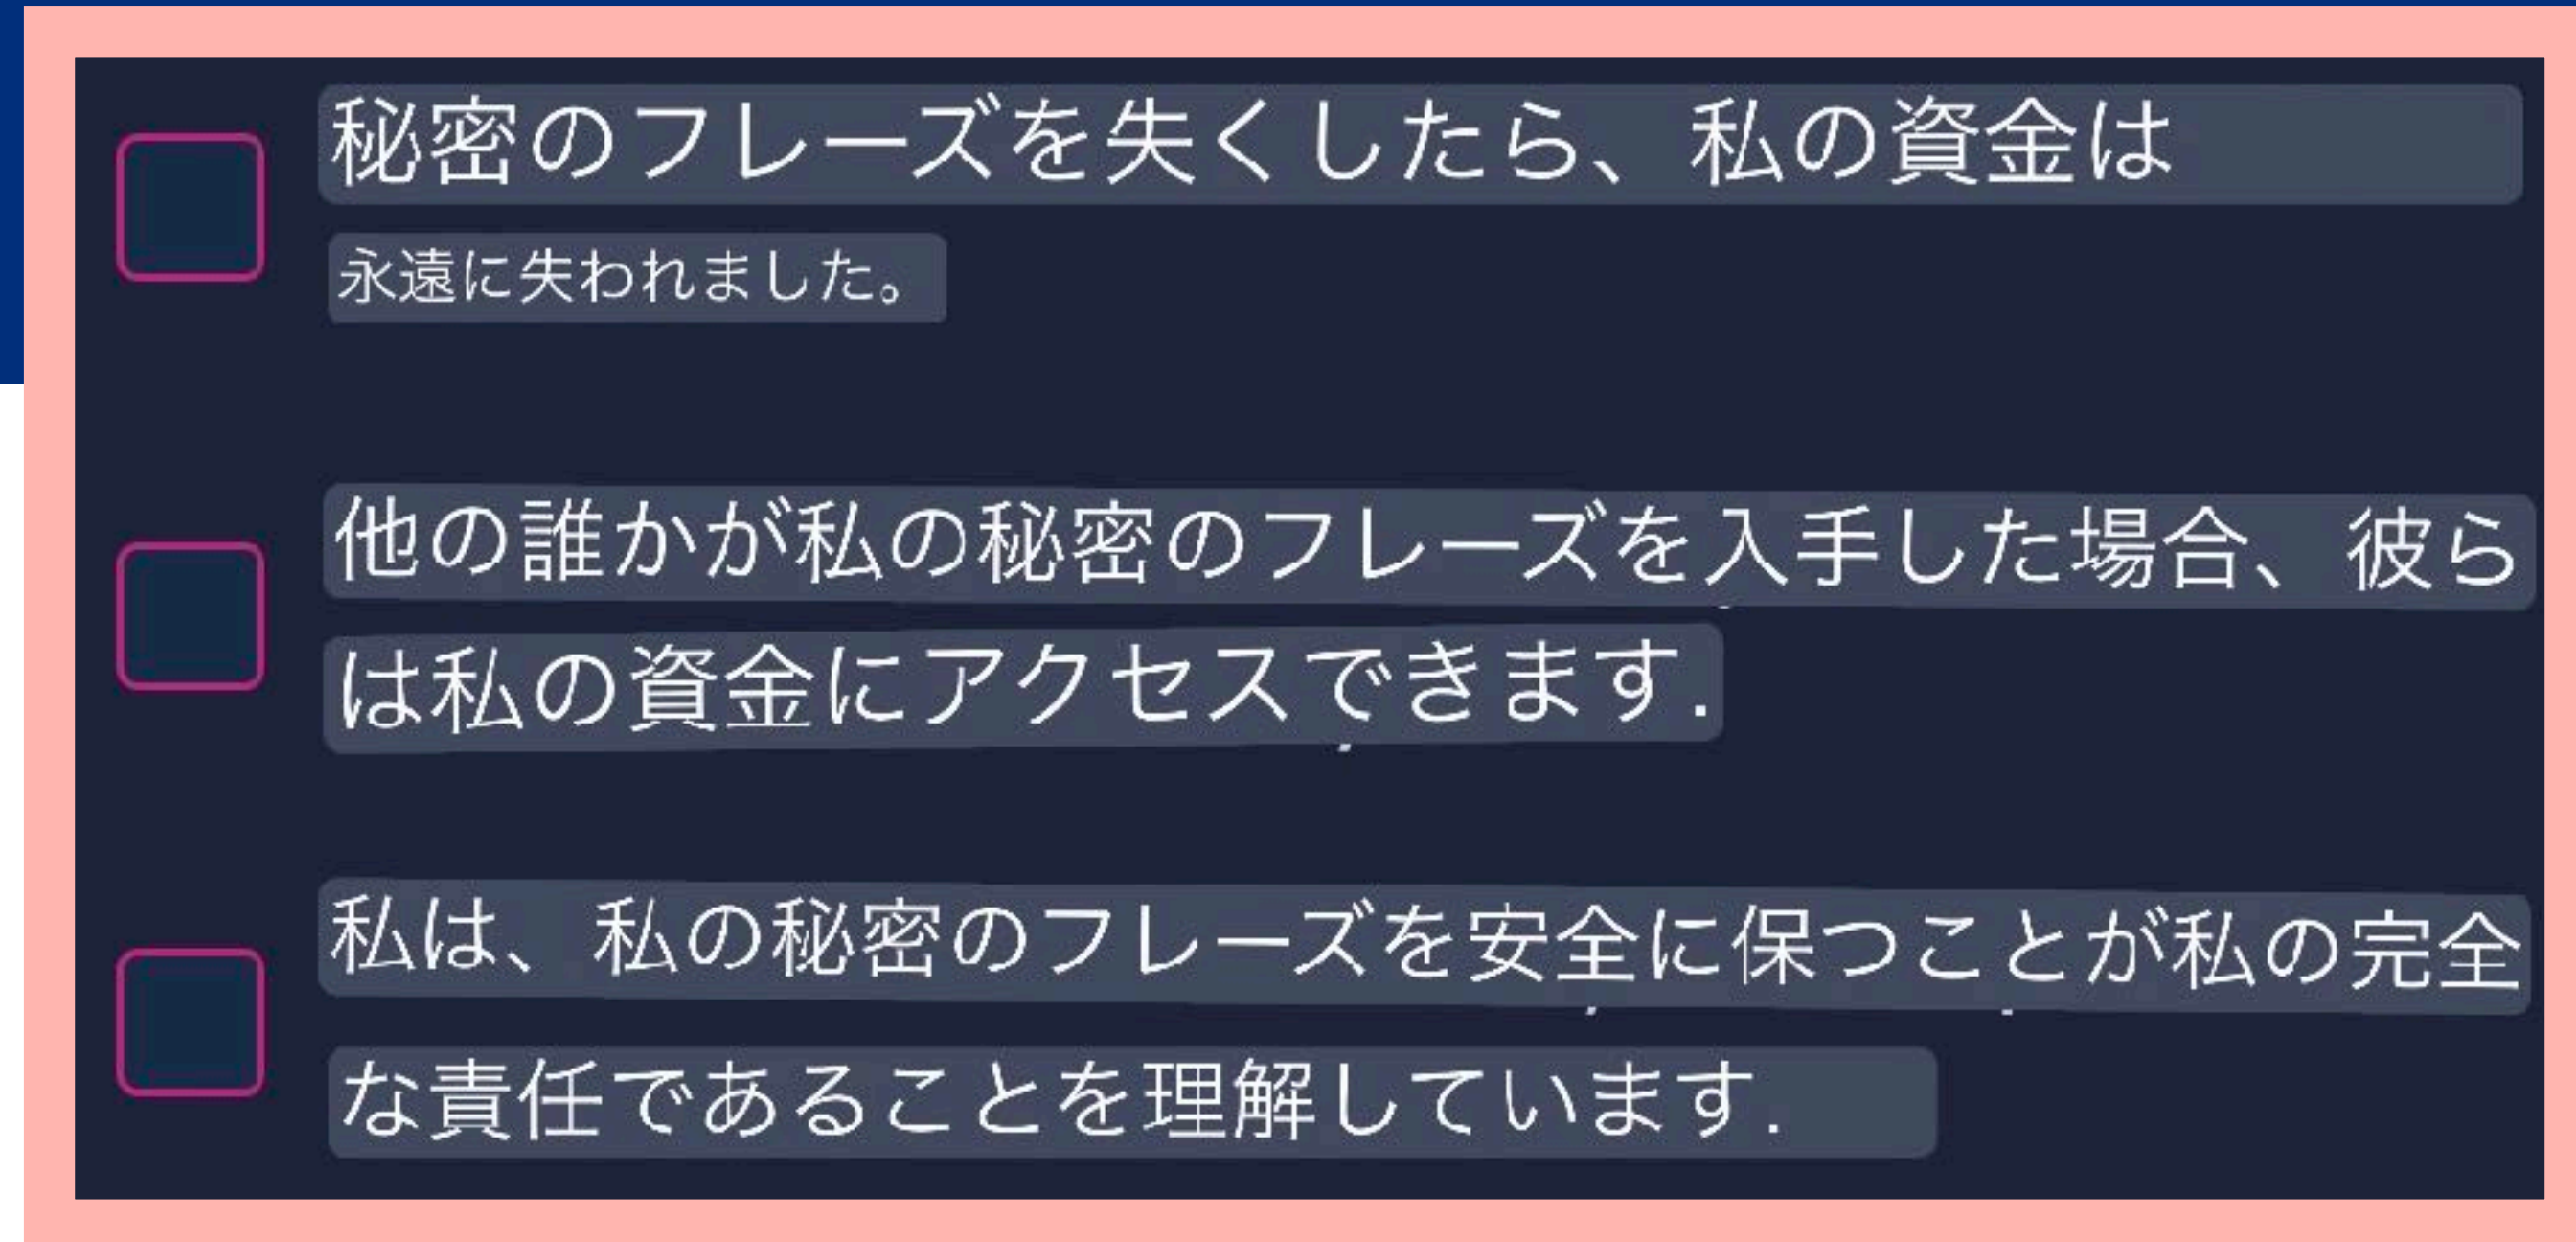 秘密のフレーズを失くしたら、私の資金は
永遠に失われました。
他の誰かが私の秘密のフレーズを入手した場合、彼ら
は私の資金にアクセスできます.
私は、私の秘密のフレーズを安全に保つことが私の完全
な責任であることを理解しています.